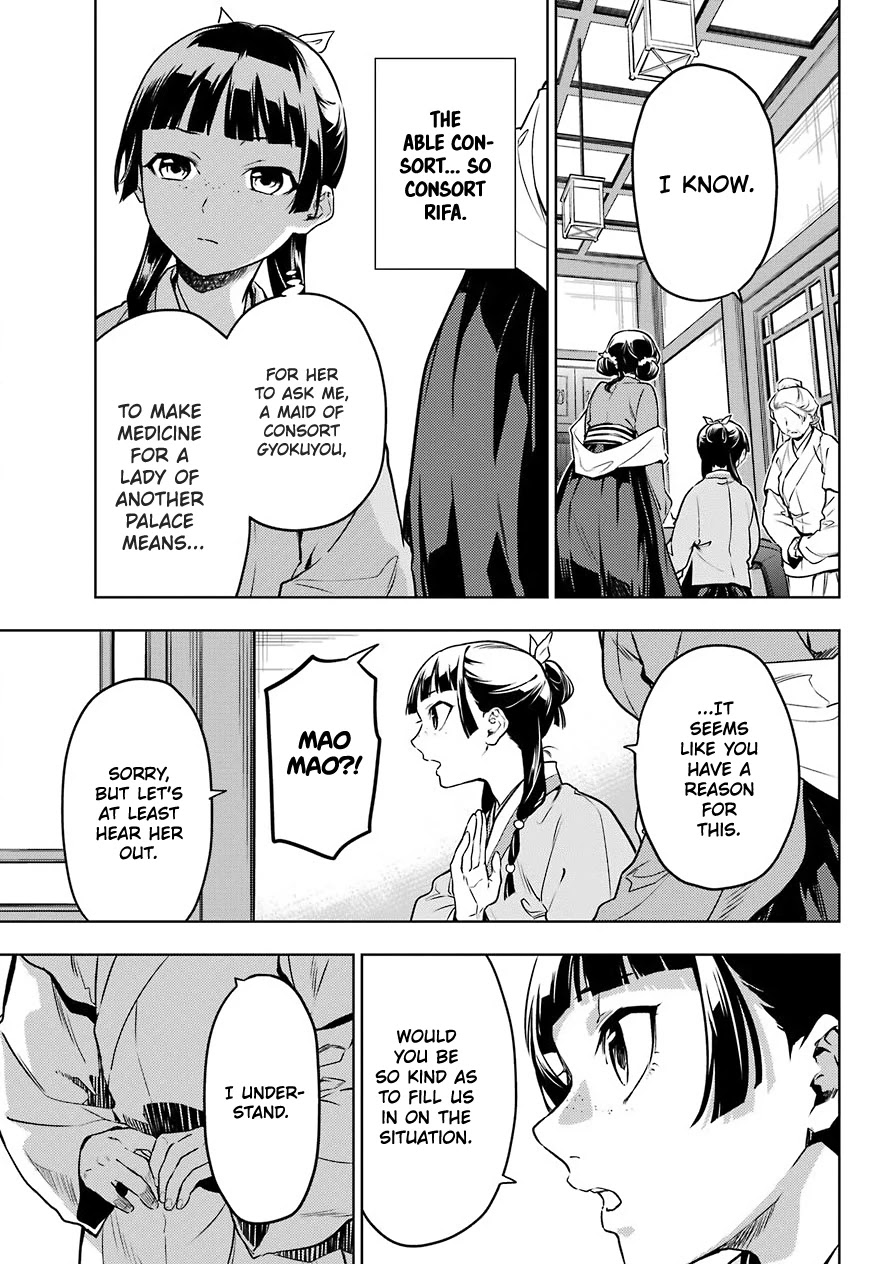 I KNOW.
THE
ABLE CON-
SORT... SO
CONSORT
RIFA.
FOR HER
TO ASK ME,
A MAID OF
CONSORT
GYOKUYOU,
TO MAKE
MEDICINE
FOR A
LADY OF
ANOTHER
PALACE
MEANS...
...IT
SEEMS
LIKE YOU
HAVE A
REASON
FOR
THIS.
MAO
MAO?!
SORRY,
BUT LET'S
AT LEAST
HEAR HER
OUT.
WOULD
YOU BE
SO KIND AS
TO FILL US
IN ON THE
SITUATION.
I UNDER-
STAND.